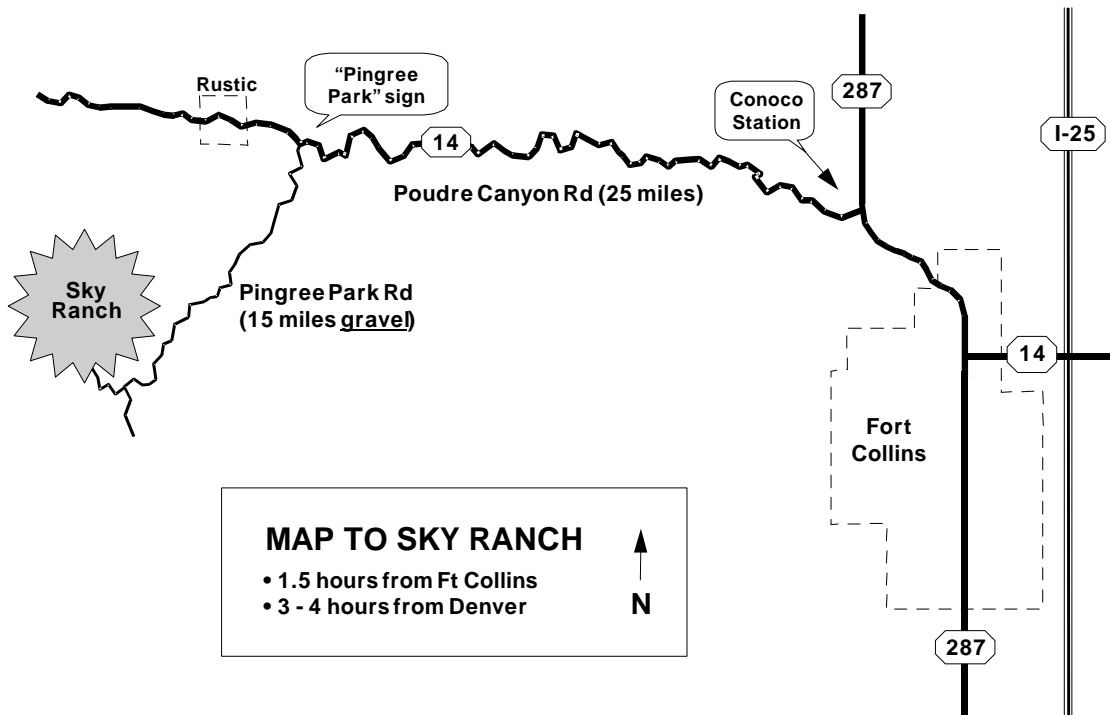 Rustic
“Pingree
Park” sign
Conoco
Station
287
I-25
14
Poudre Canyon Rd (25 miles)
Sky
Ranch
Pingree Park Rd
(15 miles gravel)
14
Fort
Collins
MAP TO SKY RANCH
• 1.5 hours from Ft Collins
• 3 - 4 hours from Denver
N
287